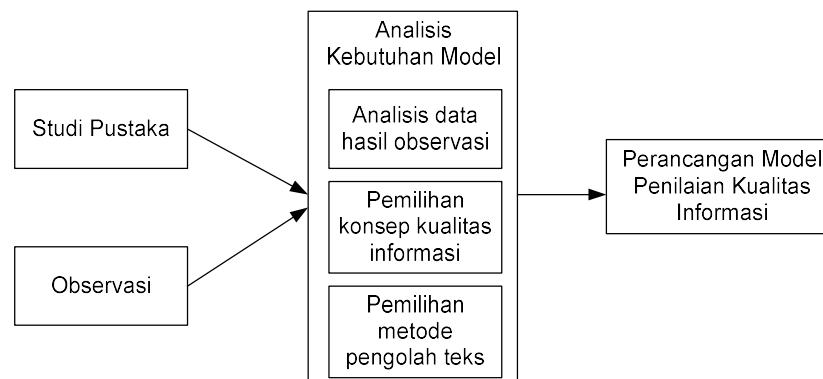 Studi Pustaka
Observasi
Analisis
Kebutuhan Model
Analisis data
hasil observasi
Pemilihan
konsep kualitas
informasi
Pemilihan
metode
pengolah teks
Perancangan Model
Penilaian Kualitas
Informasi